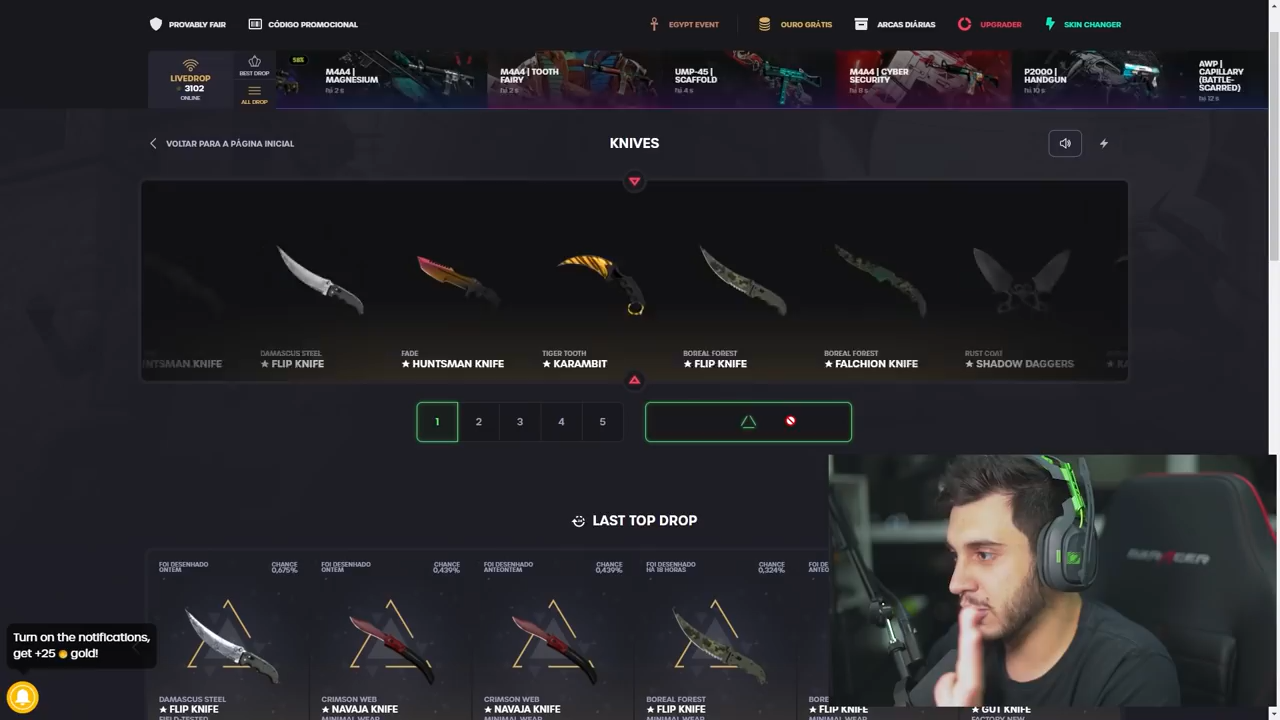 PROVABLY FAIR
CÓDIGO PROMOCIONAL
EGYPT EVENT
OURO GRÁTIS
ARCAS DIÁRIAS
UPGRADER
SKIN CHANGER
LIVEDROP
3102
ONLINE
BEST DROP
ALL DROP
58%
M4A4 |
MAGNESIUM
há 2 s
M4A4 | TOOTH
FAIRY
há 2 s
UMP-45 |
SCAFFOLD
há 4 s
M4A4 | CYBER
SECURITY
há 8 s
P2000 |
HANDGUN
há 10 s
AWP |
CAPILLARY
(BATTLE-
SCARRED)
há 12 s
VOLTAR PARA A PÁGINA INICIAL
KNIVES
HUNTSMAN KNIFE
DAMASCUS STEEL
★ FLIP KNIFE
FADE
★ HUNTSMAN KNIFE
TIGER TOOTH
★ KARAMBIT
BOREAL FOREST
★ FLIP KNIFE
BOREAL FOREST
★ FALCHION KNIFE
RUST COAT
★ SHADOW DAGGERS
1
2
3
4
5
LAST TOP DROP
FOI DESENHADO
ONTEM
CHANCE
0,675%
FOI DESENHADO
ONTEM
CHANCE
0,439%
FOI DESENHADO
ANTEONTEM
CHANCE
0,439%
FOI DESENHADO
HÁ 18 HORAS
CHANCE
0,324%
FOI DE
ANTEO
DAMASCUS STEEL
★ FLIP KNIFE
FIELD-TESTED
CRIMSON WEB
★ NAVAJA KNIFE
MINIMAL WEAR
CRIMSON WEB
★ NAVAJA KNIFE
MINIMAL WEAR
BOREAL FOREST
★ FLIP KNIFE
MINIMAL WEAR
BORE
★ FLIP KNIFE
MINIMAL WEAR
★ GUT KNIFE
FACTORY NEW
Turn on the notifications,
get +25 gold!